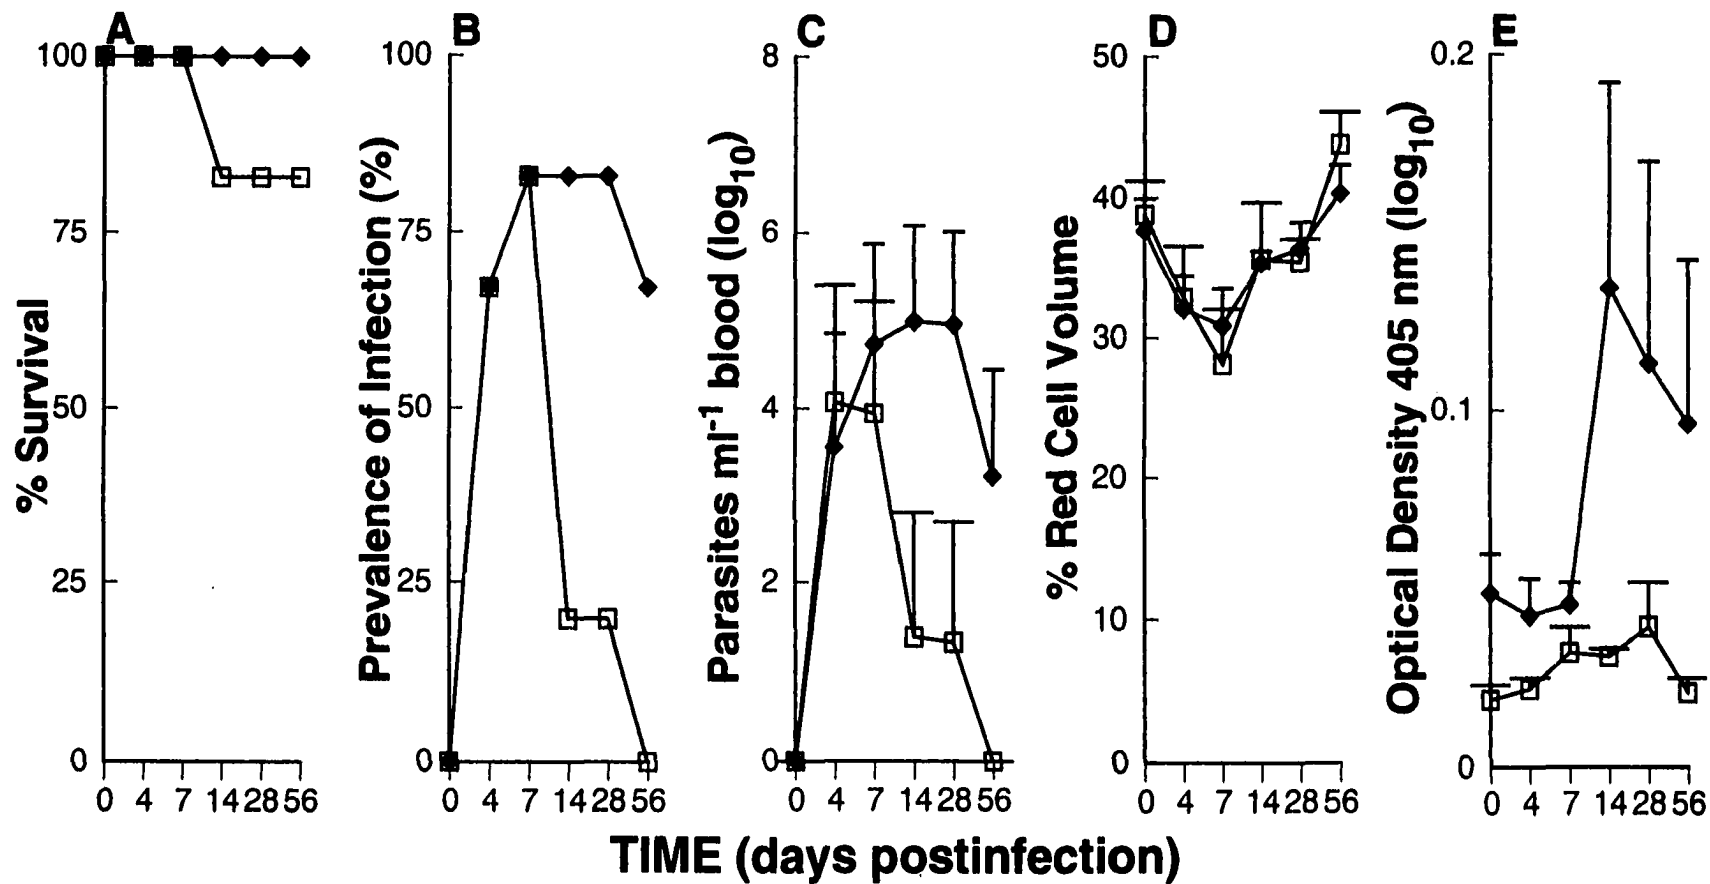 A
% Survival
100
75
50
25
0
0 4 7 14 28 56
B
Prevalence of Infection (%)
100
75
50
25
0
0 4 7 14 28 56
C
Parasites ml⁻¹ blood (log₁₀)
8
6
4
2
0
0 4 7 14 28 56
D
% Red Cell Volume
50
40
30
20
10
0
0 4 7 14 28 56
E
Optical Density 405 nm (log₁₀)
0.2
0.1
0
0 4 7 14 28 56
TIME (days postinfection)